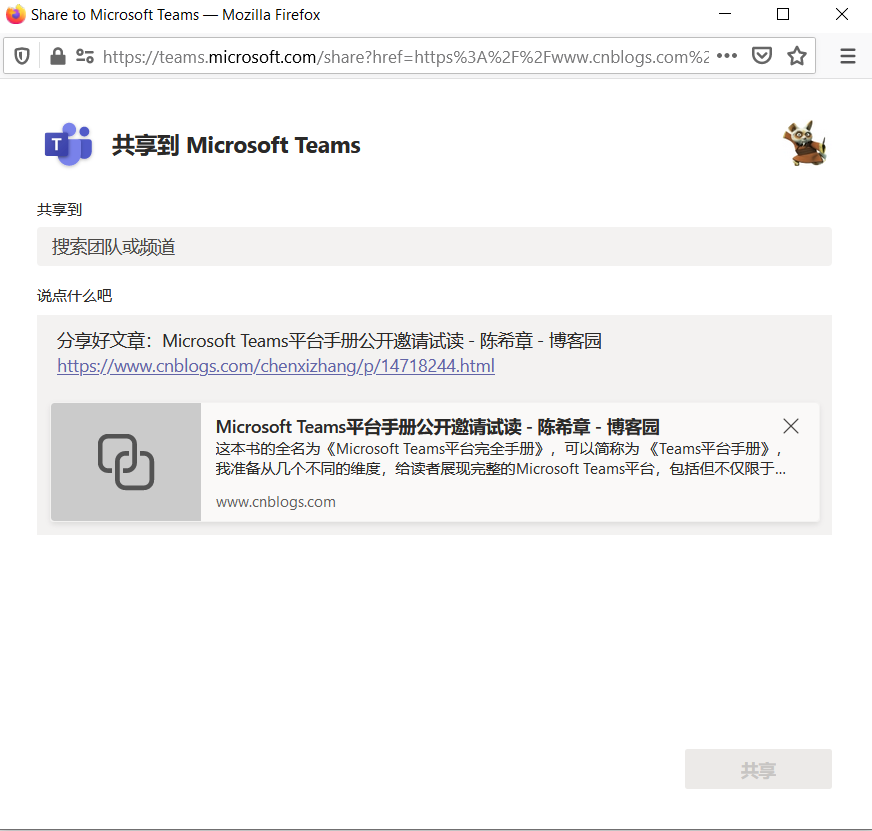 Share to Microsoft Teams — Mozilla Firefox
https://teams.microsoft.com/share?href=https%3A%2F%2Fwww.cnblogs.com%2
T
共享到 Microsoft Teams
共享到
搜索团队或频道
说点什么吧
分享好文章：Microsoft Teams平台手册公开邀请试读 - 陈希章 - 博客园
https://www.cnblogs.com/chenxizhang/p/14718244.html
Microsoft Teams平台手册公开邀请试读 - 陈希章 - 博客园
这本书的全名为《Microsoft Teams平台完全手册》，可以简称为 《Teams平台手册》，
我准备从几个不同的维度，给读者展现完整的Microsoft Teams平台，包括但不仅限于...
www.cnblogs.com
共享